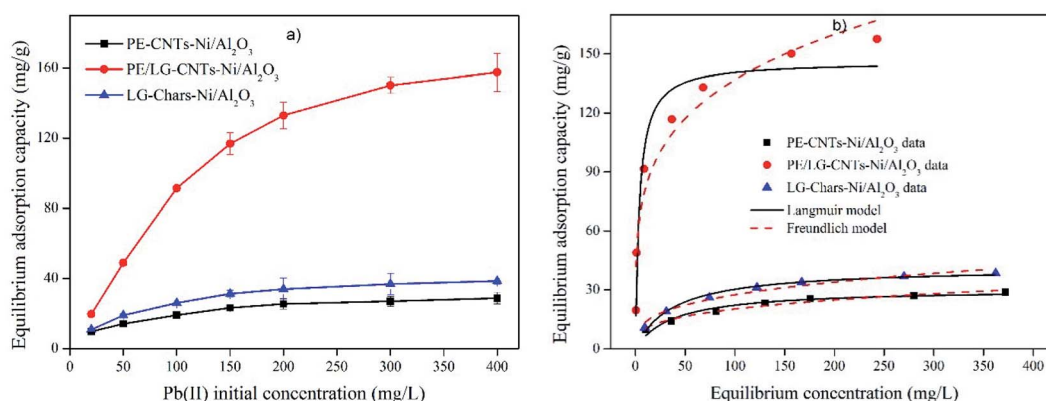 a)
PE-CNTs-Ni/Al₂O₃
PE/LG-CNTs-Ni/Al₂O₃
LG-Chars-Ni/Al₂O₃
Equilibrium adsorption capacity (mg/g)
160
120
80
40
0
0 50 100 150 200 250 300 350 400
Pb(II) initial concentration (mg/L)
b)
Equilibrium adsorption capacity (mg/g)
150
120
90
60
30
0
PE-CNTs-Ni/Al₂O₃ data
PE/LG-CNTs-Ni/Al₂O₃ data
LG-Chars-Ni/Al₂O₃ data
Langmuir model
Freundlich model
0 50 100 150 200 250 300 350 400
Equilibrium concentration (mg/L)